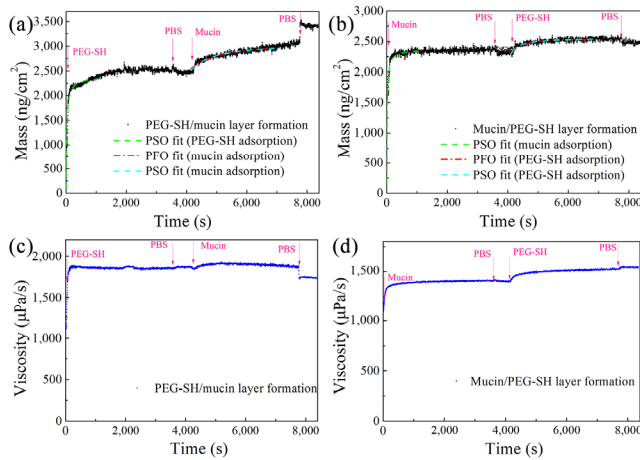 (a)
PBS
PEG-SH
PBS
Mucin
3,500
3,000
2,500
2,000
1,500
1,000
500
0
Mass (ng/cm²)
PEG-SH/mucin layer formation
PSO fit (PEG-SH adsorption)
PFO fit (mucin adsorption)
PSO fit (mucin adsorption)
0
2,000
4,000
6,000
8,000
Time (s)
(b)
Mucin
PBS
PEG-SH
PBS
3,000
2,500
2,000
1,500
1,000
500
0
Mass (ng/cm²)
Mucin/PEG-SH layer formation
PSO fit (mucin adsorption)
PFO fit (PEG-SH adsorption)
PSO fit (PEG-SH adsorption)
0
2,000
4,000
6,000
8,000
Time (s)
(c)
PEG-SH
PBS
Mucin
PBS
2,000
1,500
1,000
500
0
Viscosity (μPa/s)
PEG-SH/mucin layer formation
0
2,000
4,000
6,000
8,000
Time (s)
(d)
Mucin
PBS
PEG-SH
PBS
1,500
1,000
500
0
Viscosity (μPa/s)
Mucin/PEG-SH layer formation
0
2,000
4,000
6,000
8,000
Time (s)